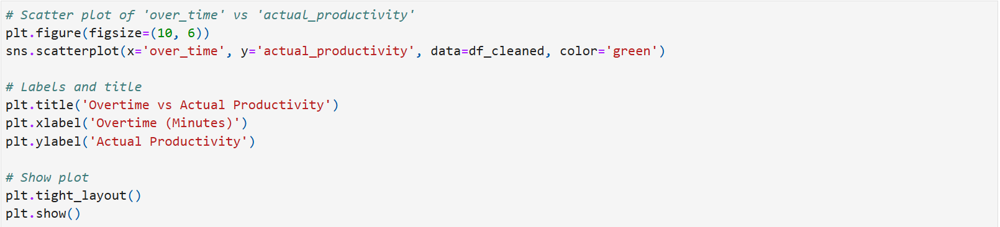 # Scatter plot of 'over_time' vs 'actual_productivity'
plt.figure(figsize=(10, 6))
sns.scatterplot(x='over_time', y='actual_productivity', data=df_cleaned, color='green')
# Labels and title
plt.title('Overtime vs Actual Productivity')
plt.xlabel('Overtime (Minutes)')
plt.ylabel('Actual Productivity')
# Show plot
plt.tight_layout()
plt.show()